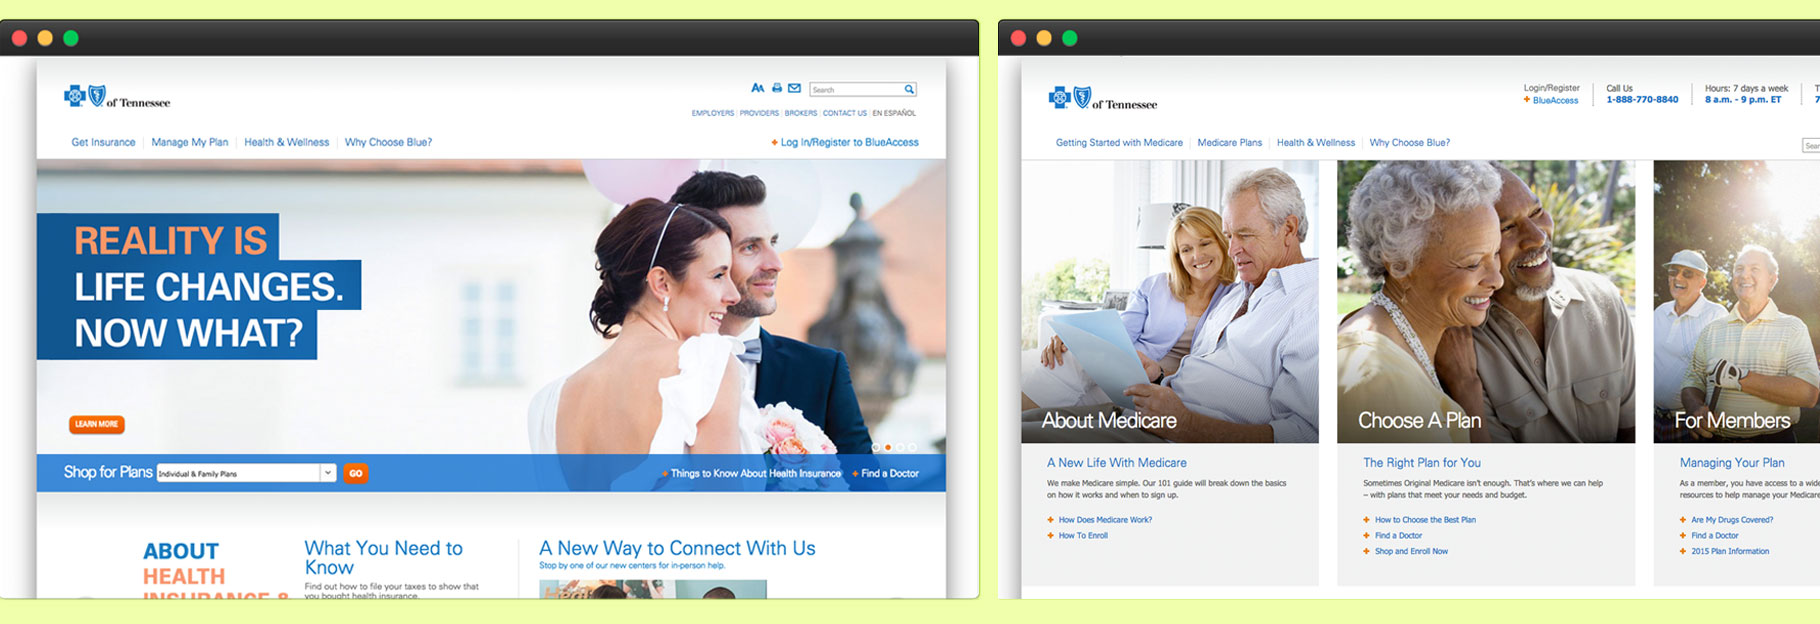 of Tennessee
AA
Search
EMPLOYERS PROVIDERS BROKERS CONTACT US EN ESPAÑOL
Get Insurance Manage My Plan Health & Wellness Why Choose Blue?
Log In/Register to BlueAccess
REALITY IS
LIFE CHANGES.
NOW WHAT?
LEARN MORE
Shop for Plans Individual & Family Plans GO
Things to Know About Health Insurance Find a Doctor
ABOUT
HEALTH
INSURANCE &
What You Need to
Know
Find out how to file your taxes to show that
you bought health insurance.
A New Way to Connect With Us
Stop by one of our new centers for in-person help.
of Tennessee
Login/Register
BlueAccess
Call Us
1-888-770-8840
Hours: 7 days a week
8 a.m. - 9 p.m. ET
T
7
Getting Started with Medicare Medicare Plans Health & Wellness Why Choose Blue?
Sear
About Medicare
A New Life With Medicare
We make Medicare simple. Our 101 guide will break down the basics
on how it works and when to sign up.
How Does Medicare Work?
How To Enroll
Choose A Plan
The Right Plan for You
Sometimes Original Medicare isn't enough. That's where we can help
– with plans that meet your needs and budget.
How to Choose the Best Plan
Find a Doctor
Shop and Enroll Now
For Members
Managing Your Plan
As a member, you have access to a wide
resources to help manage your Medicare
Are My Drugs Covered?
Find a Doctor
2015 Plan Information